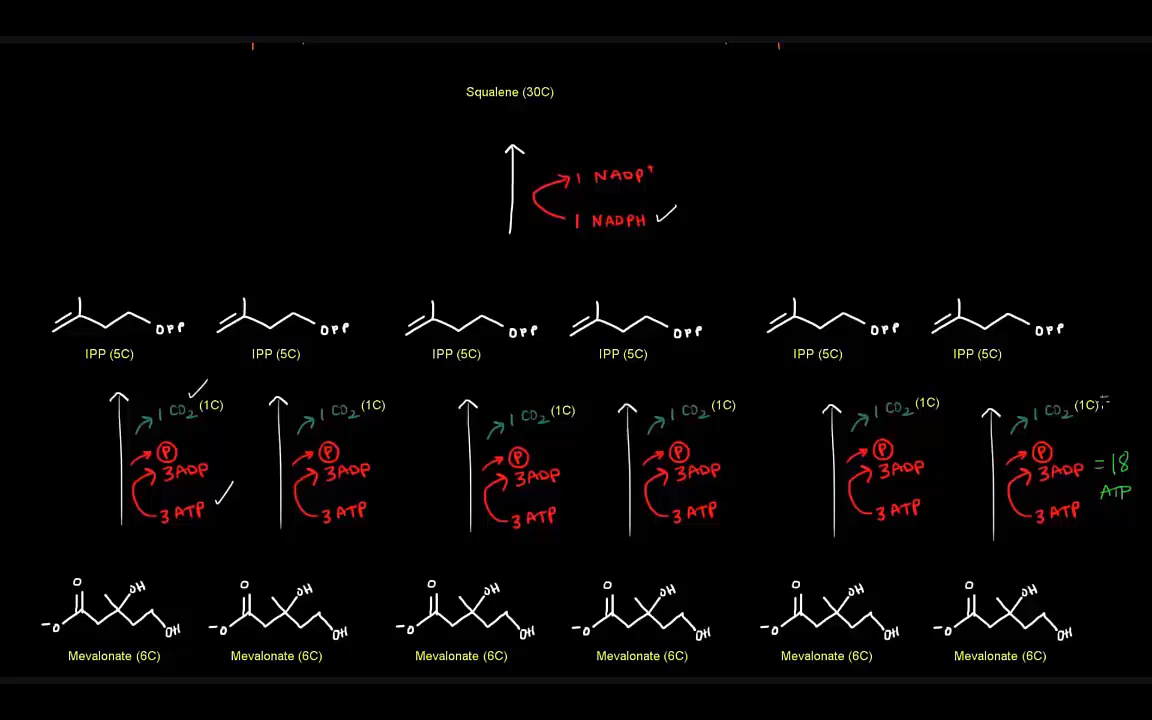 Squalene (30C)
1 NADP+
1 NADPH
OPP OPP OPP OPP OPP OPP
IPP (5C) IPP (5C) IPP (5C) IPP (5C) IPP (5C) IPP (5C)
1 CO2 (1C) 1 CO2 (1C) 1 CO2 (1C) 1 CO2 (1C) 1 CO2 (1C) 1 CO2 (1C) =
P P P P P P
3ADP 3ADP 3ADP 3ADP 3ADP 3ADP = 18
ATP
3 ATP 3 ATP 3 ATP 3 ATP 3 ATP 3 ATP
O OH O OH O OH O OH O OH O OH
-O OH -O OH -O OH -O OH -O OH -O OH
Mevalonate (6C) Mevalonate (6C) Mevalonate (6C) Mevalonate (6C) Mevalonate (6C) Mevalonate (6C)